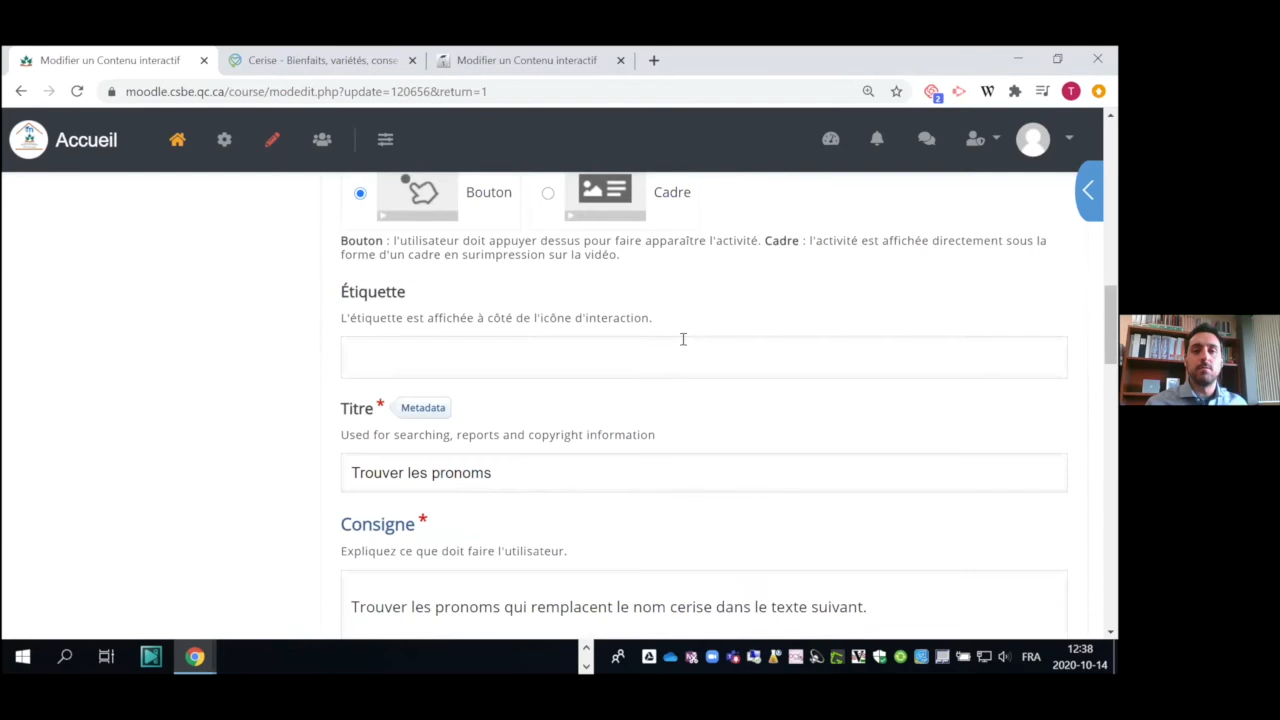 Modifier un Contenu interactif
Cerise - Bienfaits, variétés, conse
Modifier un Contenu interactif
moodle.csbe.qc.ca/course/modedit.php?update=120656&return=1
2
W
T
Accueil
Bouton
Cadre
Bouton : l'utilisateur doit appuyer dessus pour faire apparaître l'activité. Cadre : l'activité est affichée directement sous la
forme d'un cadre en surimpression sur la vidéo.
Étiquette
L'étiquette est affichée à côté de l'icône d'interaction.
Titre * Metadata
Used for searching, reports and copyright information
Trouver les pronoms
Consigne *
Expliquez ce que doit faire l'utilisateur.
Trouver les pronoms qui remplacent le nom cerise dans le texte suivant.
FRA
12:38
2020-10-14